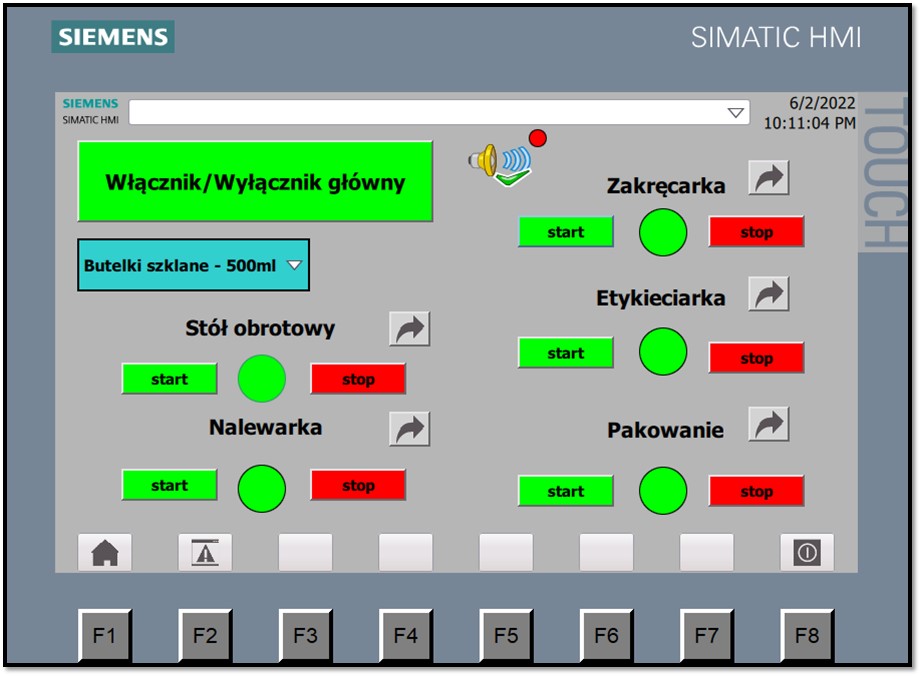 SIEMENS
SIMATIC HMI
SIEMENS
SIMATIC HMI
6/2/2022
10:11:04 PM
TOUCH
Włącznik/Wyłącznik główny
Butelki szklane - 500ml
Stół obrotowy
start
stop
Nalewarka
start
stop
Zakręcarka
start
stop
Etykieciarka
start
stop
Pakowanie
start
stop
F1
F2
F3
F4
F5
F6
F7
F8